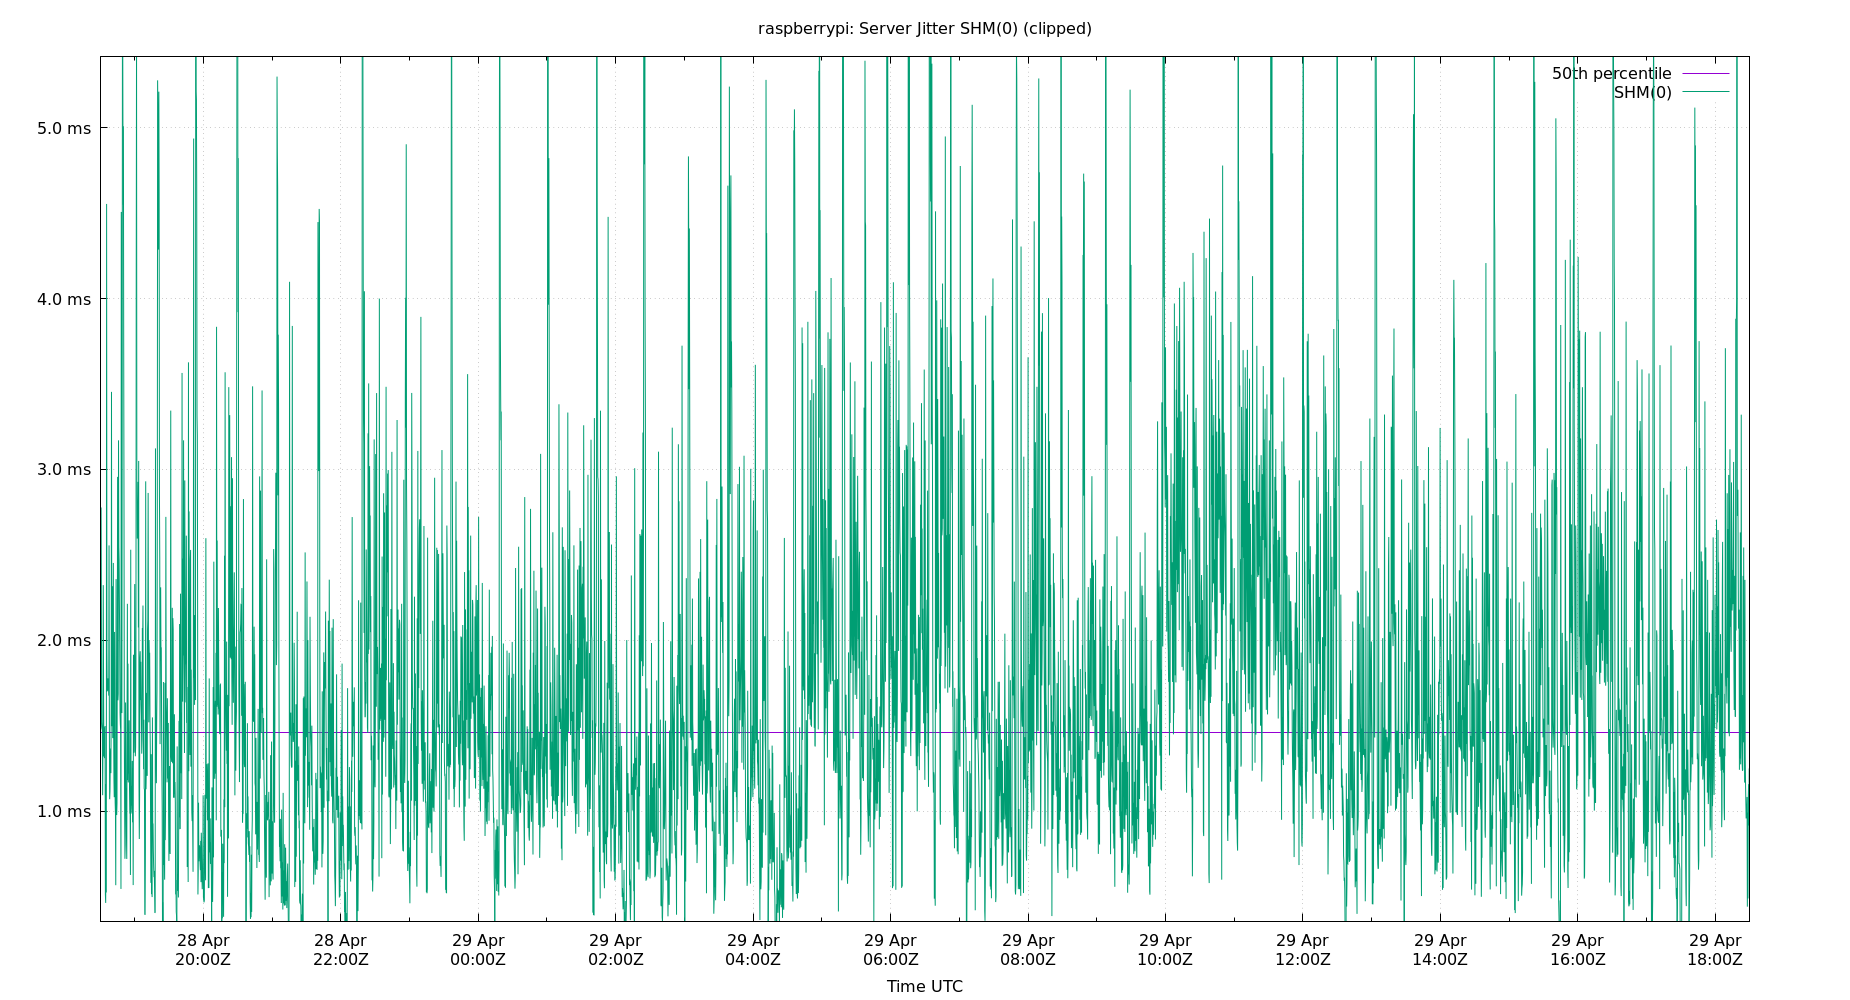 raspberrypi: Server Jitter SHM(0) (clipped)
50th percentile
SHM(0)
5.0 ms
4.0 ms
3.0 ms
2.0 ms
1.0 ms
28 Apr 28 Apr 29 Apr 29 Apr 29 Apr 29 Apr 29 Apr 29 Apr 29 Apr 29 Apr 29 Apr 29 Apr
20:00Z 22:00Z 00:00Z 02:00Z 04:00Z 06:00Z 08:00Z 10:00Z 12:00Z 14:00Z 16:00Z 18:00Z
Time UTC